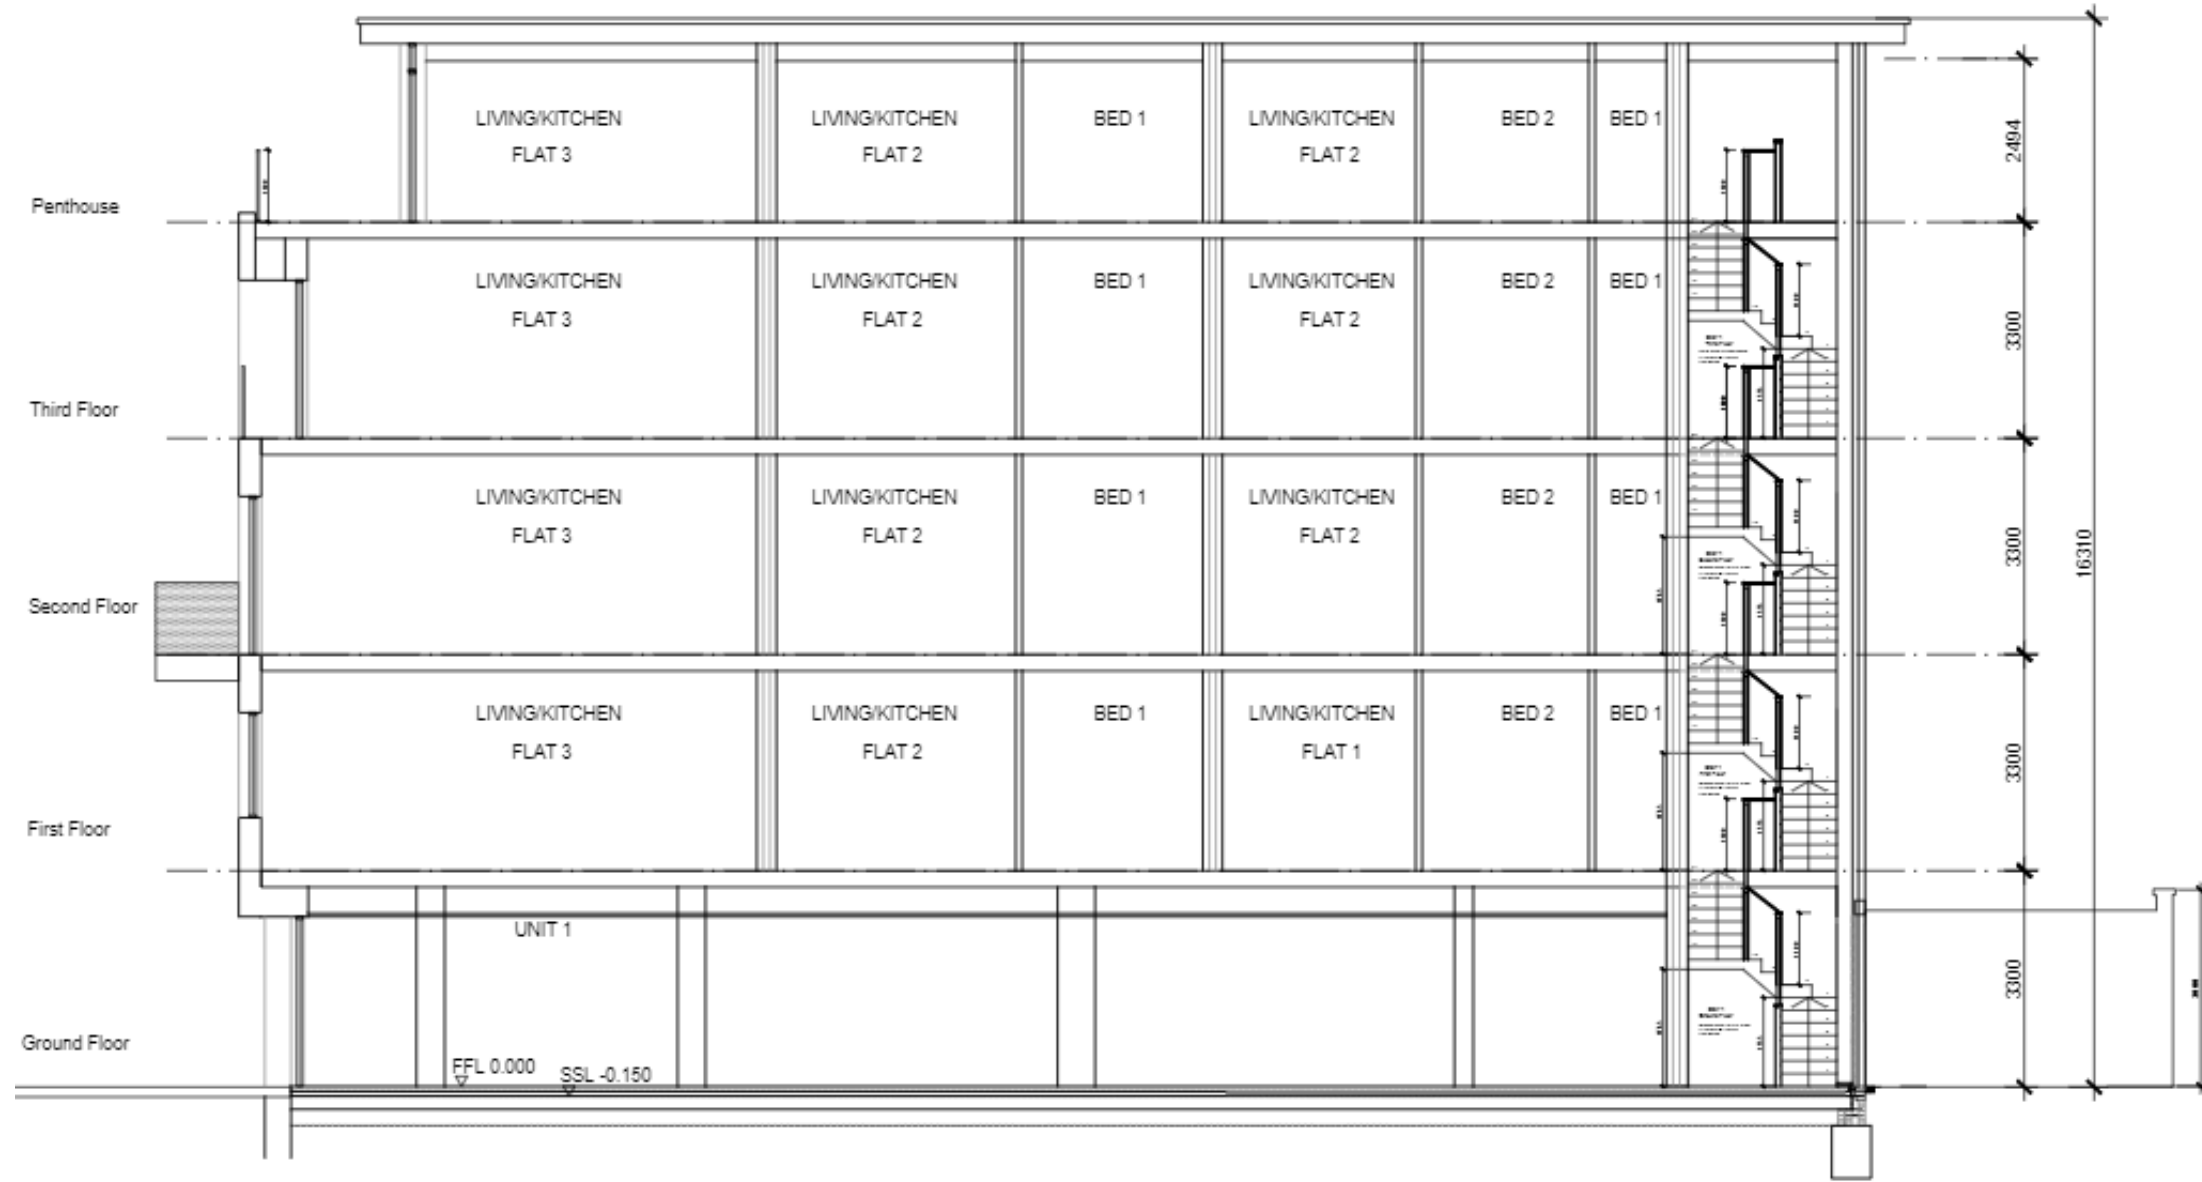 LIVING/KITCHEN LIVING/KITCHEN BED 1 LIVING/KITCHEN BED 2 BED 1
FLAT 3 FLAT 2 FLAT 2
2494
Penthouse
LIVING/KITCHEN LIVING/KITCHEN BED 1 LIVING/KITCHEN BED 2 BED 1
FLAT 3 FLAT 2 FLAT 2
3300
Third Floor
LIVING/KITCHEN LIVING/KITCHEN BED 1 LIVING/KITCHEN BED 2 BED 1
FLAT 3 FLAT 2 FLAT 2
3300
16310
Second Floor
LIVING/KITCHEN LIVING/KITCHEN BED 1 LIVING/KITCHEN BED 2 BED 1
FLAT 3 FLAT 2 FLAT 1
3300
First Floor
UNIT 1
3300
Ground Floor
FFL 0.000
SSL -0.150